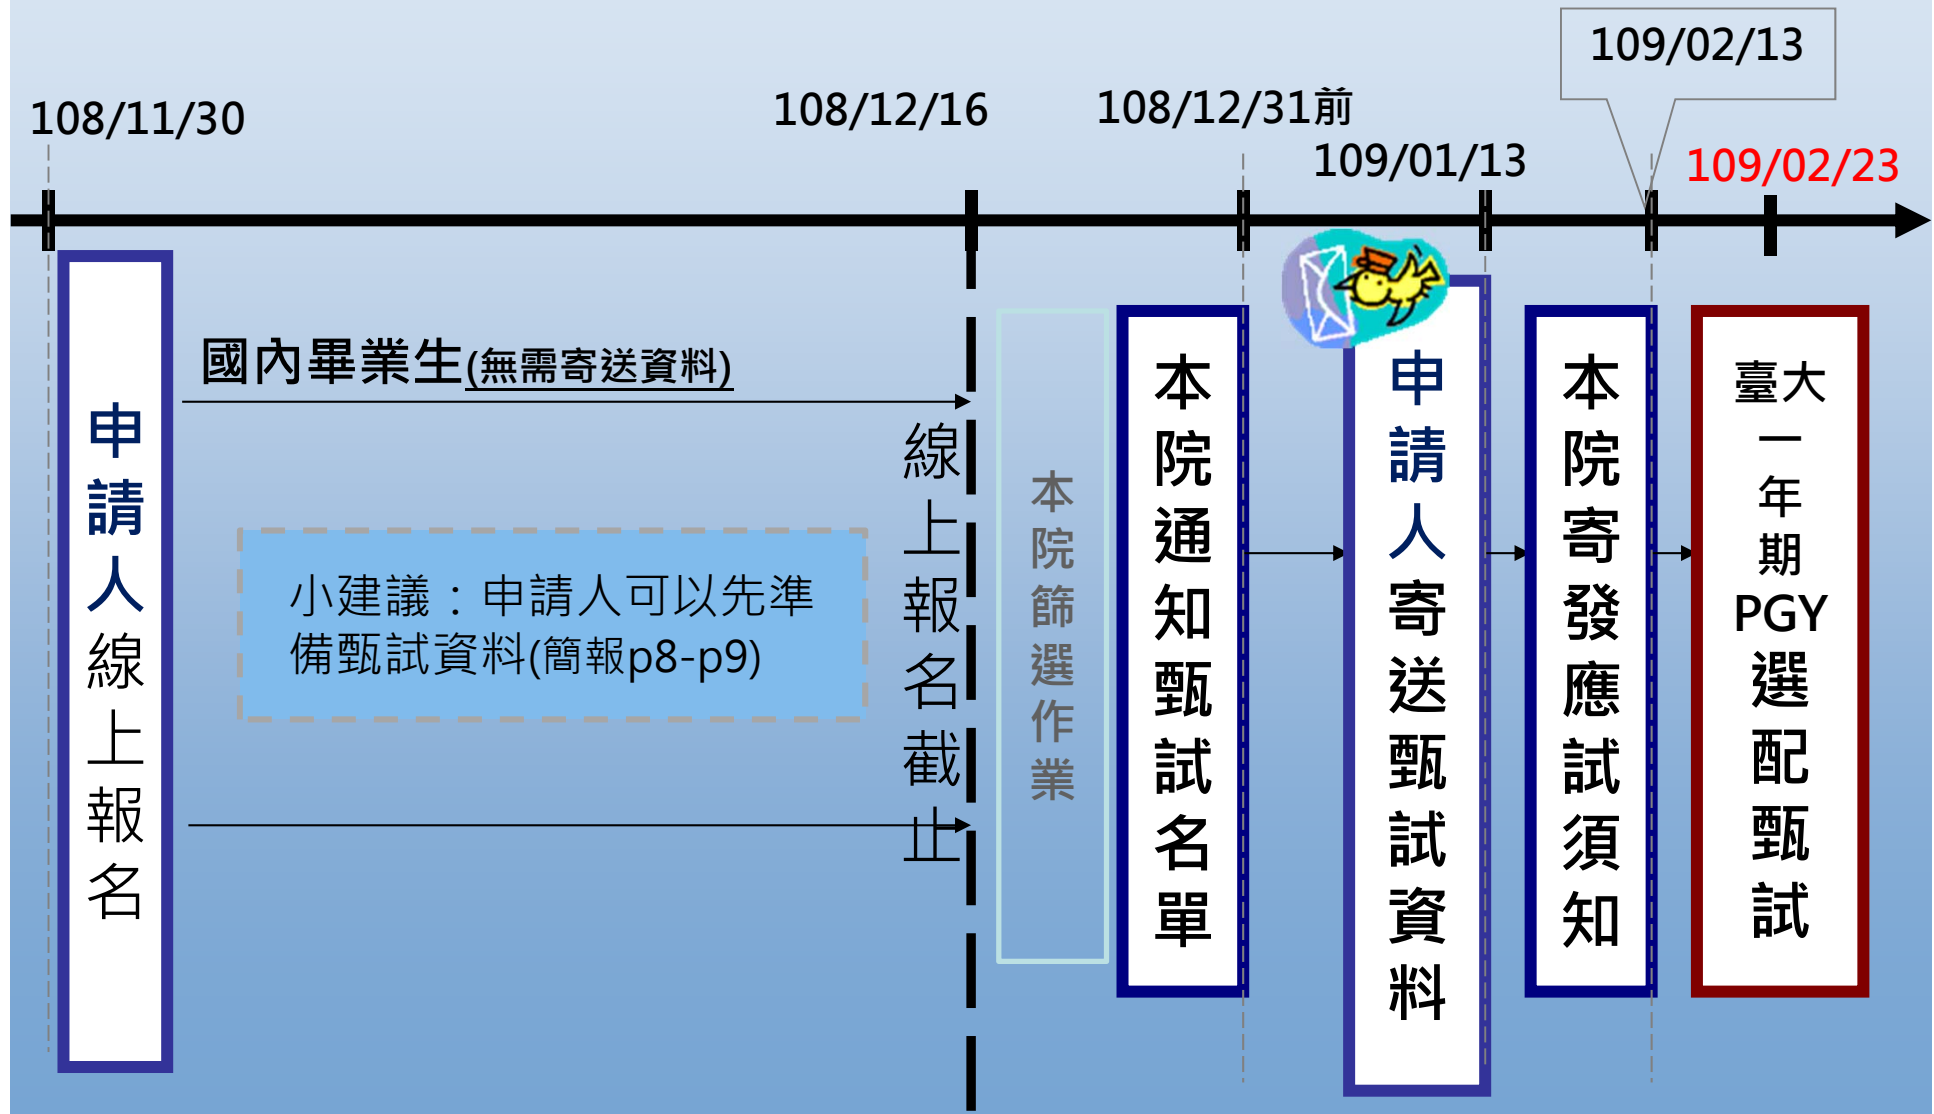 108/11/30
108/12/16
108/12/31前
109/01/13
109/02/13
109/02/23
申請人線上報名
國內畢業生(無需寄送資料)
小建議：申請人可以先準
備甄試資料(簡報p8-p9)
線上報名截止
本院篩選作業
本院通知甄試名單
申請人寄送甄試資料
本院寄發應試須知
臺大
一
年
期
PGY
選
配
甄
試